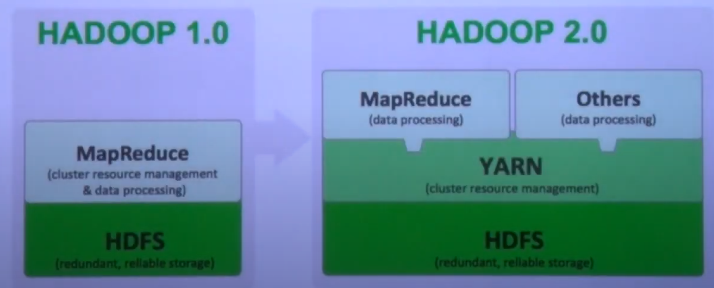 HADOOP 1.0
MapReduce
(cluster resource management
& data processing)
HDFS
(redundant, reliable storage)
HADOOP 2.0
MapReduce
(data processing)
Others
(data processing)
YARN
(cluster resource management)
HDFS
(redundant, reliable storage)